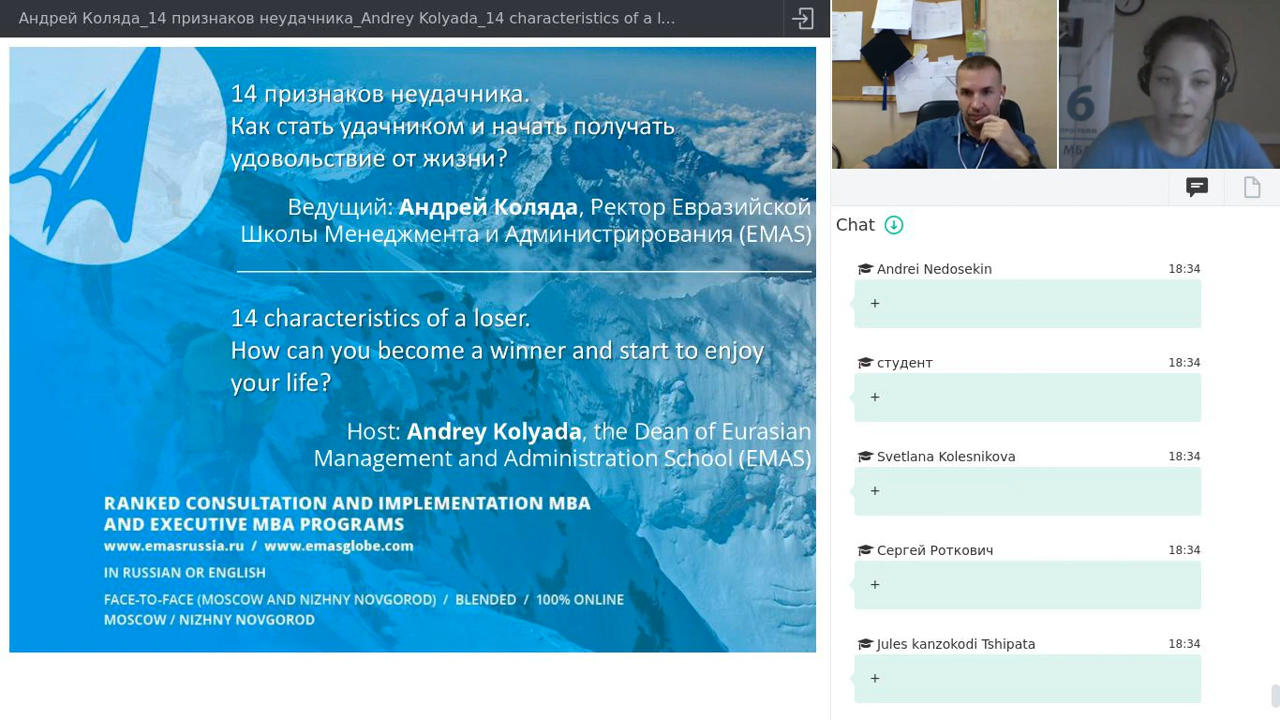 Андрей Коляда_14 признаков неудачника_Andrey Kolyada_14 characteristics of a l...
14 признаков неудачника.
Как стать удачником и начать получать
удовольствие от жизни?
Ведущий: Андрей Коляда, Ректор Евразийской
Школы Менеджмента и Администрирования (EMAS)
14 characteristics of a loser.
How can you become a winner and start to enjoy
your life?
Host: Andrey Kolyada, the Dean of Eurasian
Management and Administration School (EMAS)
RANKED CONSULTATION AND IMPLEMENTATION MBA
AND EXECUTIVE MBA PROGRAMS
www.emasrussia.ru / www.emasglobe.com
IN RUSSIAN OR ENGLISH
FACE-TO-FACE (MOSCOW AND NIZHNY NOVGOROD) / BLENDED / 100% ONLINE
MOSCOW / NIZHNY NOVGOROD
6
Chat
Andrei Nedosekin 18:34
+
студент 18:34
+
Svetlana Kolesnikova 18:34
+
Сергей Роткович 18:34
+
Jules kanzokodi Tshipata 18:34
+